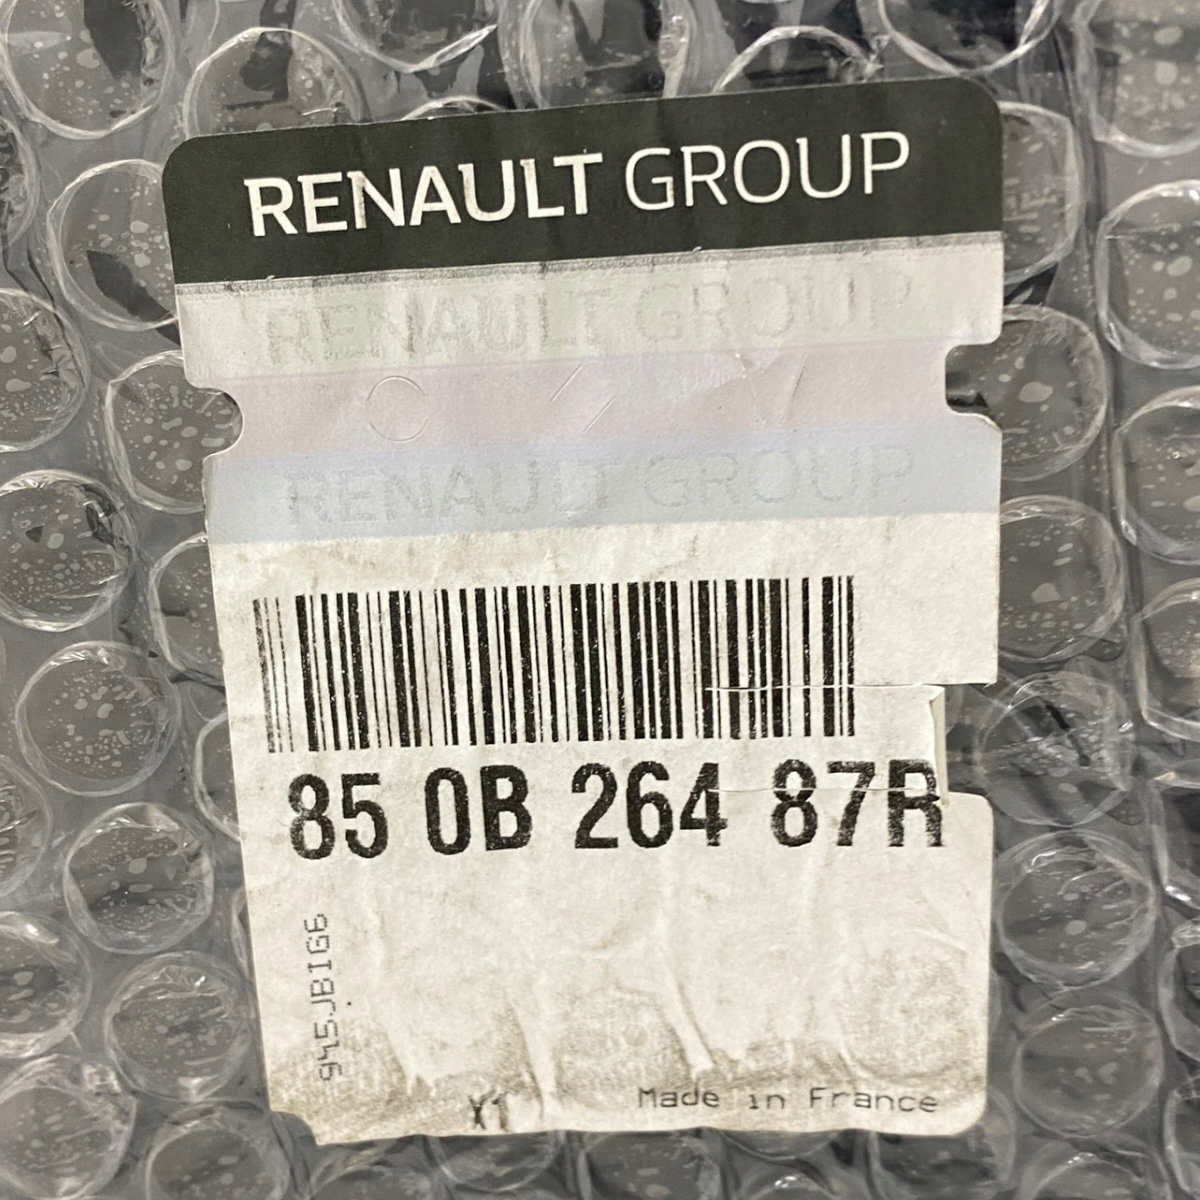 RENAULT GROUP
RENAULT GROUP
RENAULT GROUP
85 0B 264 87R
945JBIG6
X1
Made in France